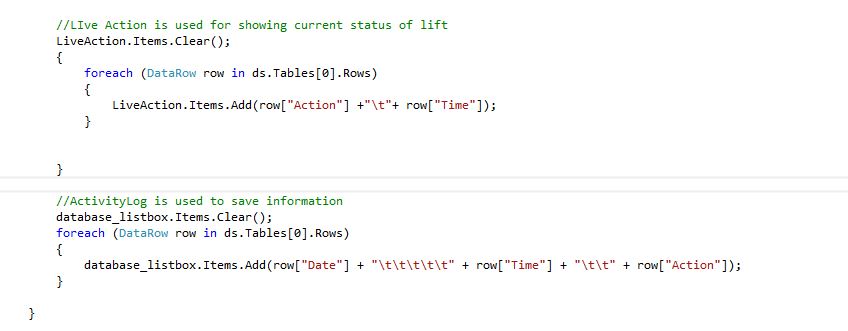 //LIve Action is used for showing current status of lift
LiveAction.Items.Clear();
{
foreach (DataRow row in ds.Tables[0].Rows)
{
LiveAction.Items.Add(row["Action"] +"\t"+ row["Time"]);
}
}
//ActivityLog is used to save information
database_listbox.Items.Clear();
foreach (DataRow row in ds.Tables[0].Rows)
{
database_listbox.Items.Add(row["Date"] + "\t\t\t\t\t" + row["Time"] + "\t\t" + row["Action"]);
}
}